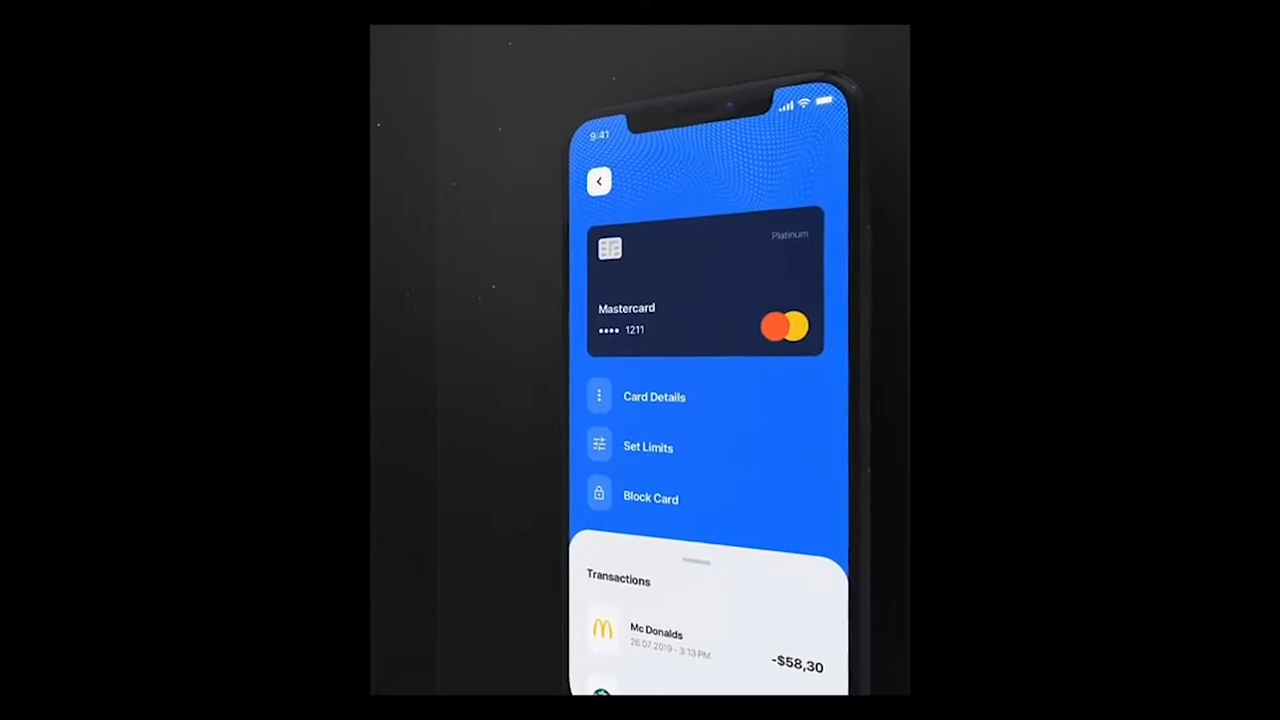 9:41
Platinum
Mastercard
•••• 1211
Card Details
Set Limits
Block Card
Transactions
Mc Donalds
26.07.2019 - 3:13 PM
-$58,30